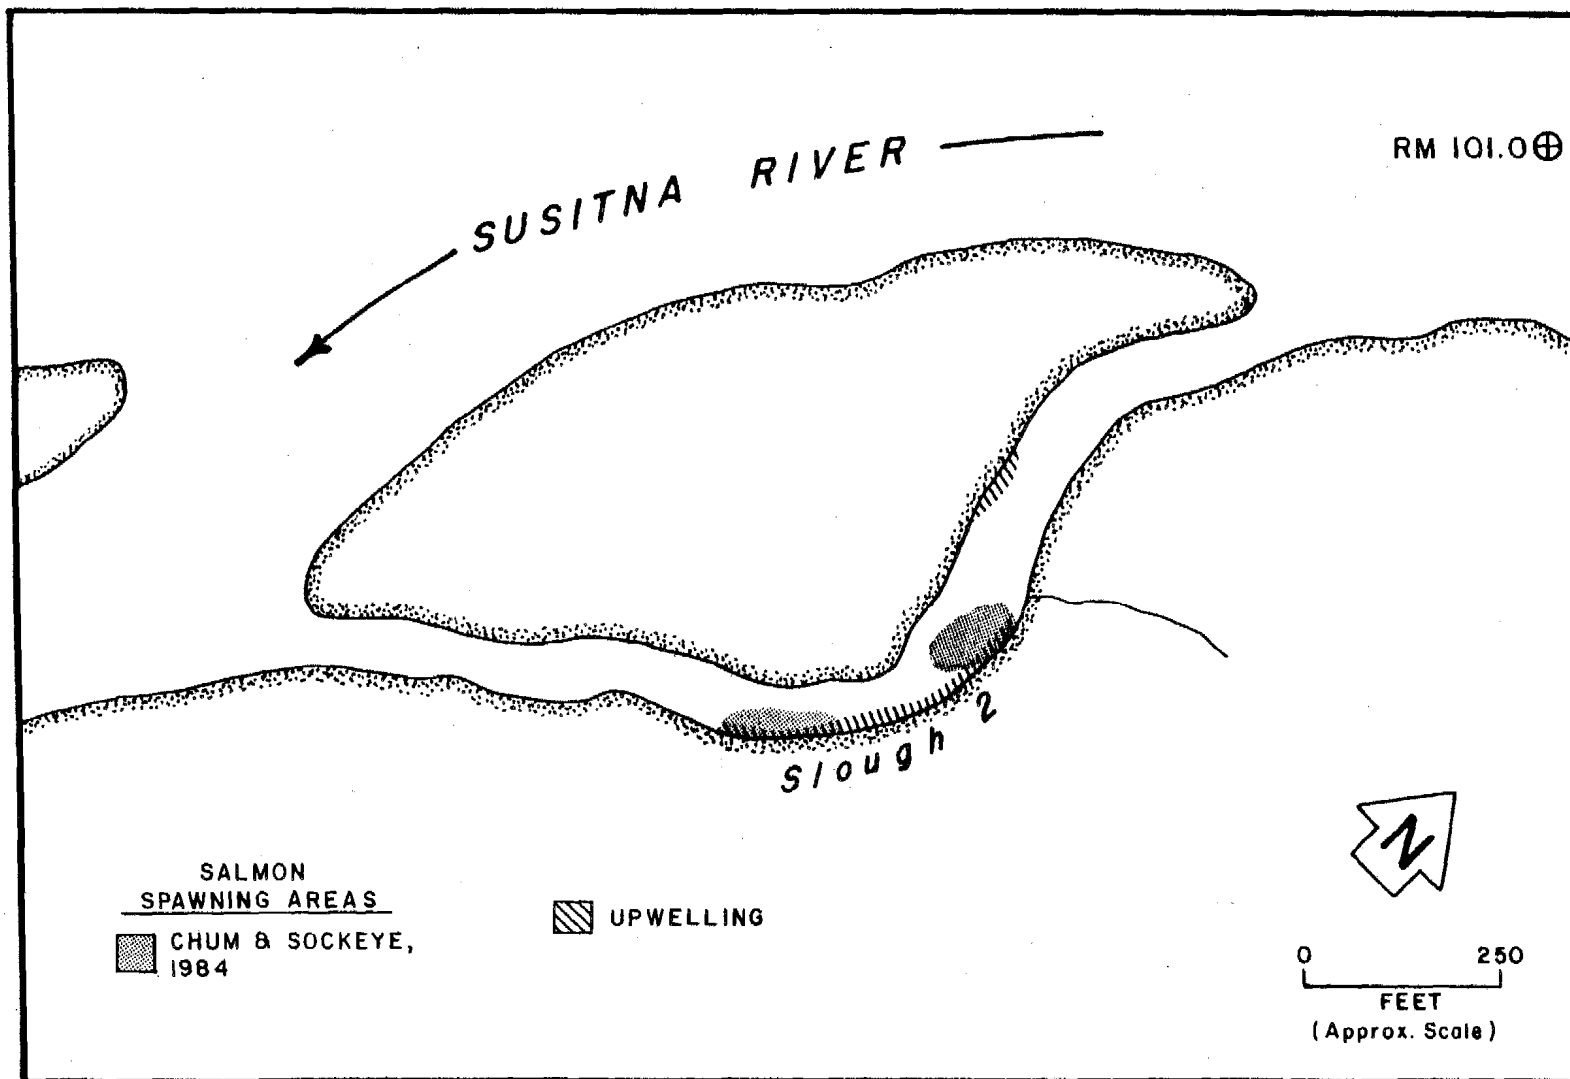 SUSITNA RIVER
RM 101.0
Slough 2
N
SALMON
SPAWNING AREAS
CHUM & SOCKEYE,
1984
UPWELLING
0 250
FEET
(Approx. Scale)